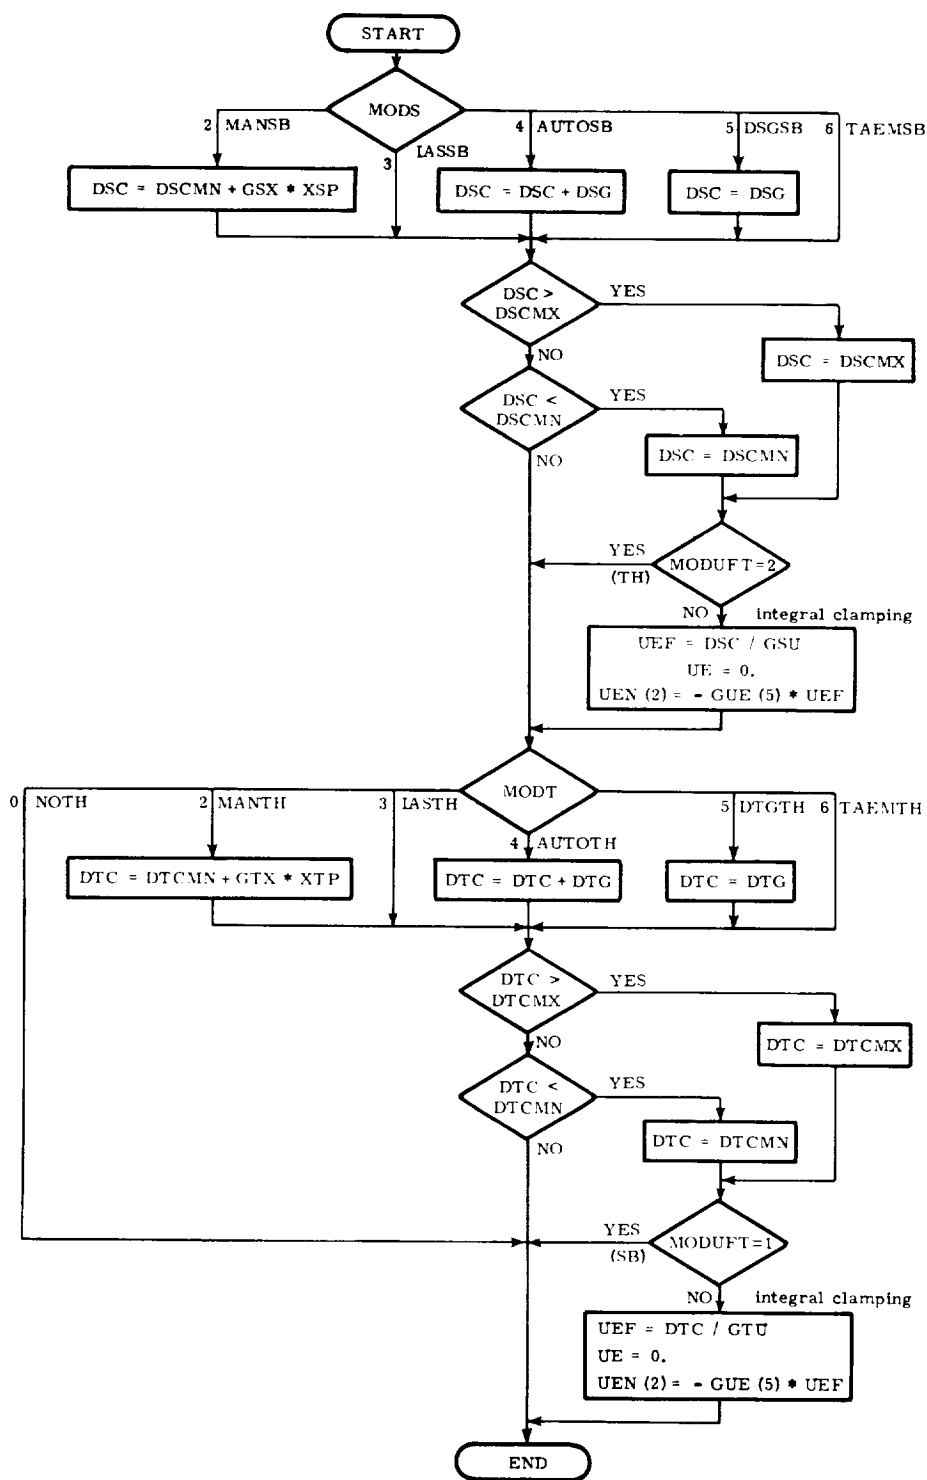 START
MODS
2 MANSB
3 IASSB
4 AUTOSB
5 DSGSB
6 TAEMSB
DSC = DSCMN + GSX * XSP
DSC = DSC + DSG
DSC = DSG
DSC >
DSCMX
YES
NO
DSC = DSCMX
DSC <
DSCMN
YES
NO
DSC = DSCMN
MODUFT = 2
YES
(TH)
NO
integral clamping
UEF = DSC / GSU
UE = 0.
UEN (2) = - GUE (5) * UEF
MODT
0 NOTH
2 MANTH
3 IASTH
4 AUTOTH
5 DTGTH
6 TAEMTH
DTC = DTCMN + GTX * XTP
DTC = DTC + DTG
DTC = DTG
DTC >
DTCMX
YES
NO
DTC = DTCMX
DTC <
DTCMN
YES
NO
DTC = DTCMN
MODUFT = 1
YES
(SB)
NO
integral clamping
UEF = DTC / GTU
UE = 0.
UEN (2) = - GUE (5) * UEF
END